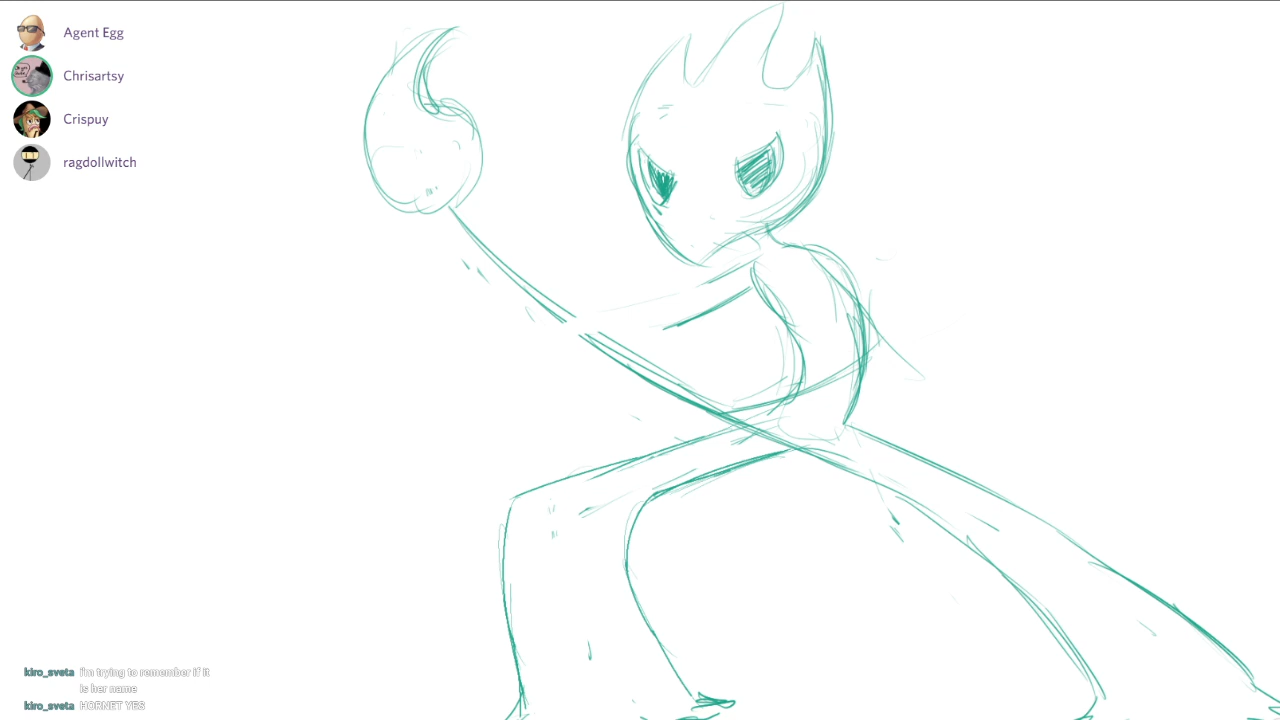 Agent Egg
Chrisartsy
Crispuy
ragdollwitch
kiro_sveta i'm trying to remember if it
is her name
kiro_sveta HORNET YES